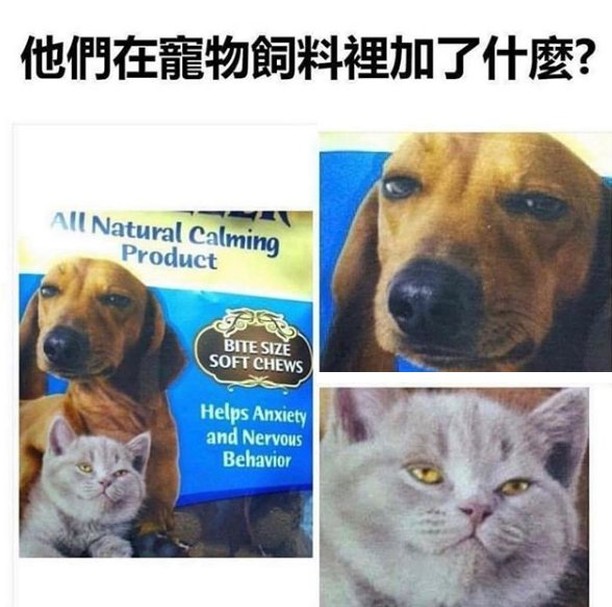 他們在寵物飼料裡加了什麼?
All Natural Calming
Product
BITE SIZE
SOFT CHEWS
Helps Anxiety
and Nervous
Behavior